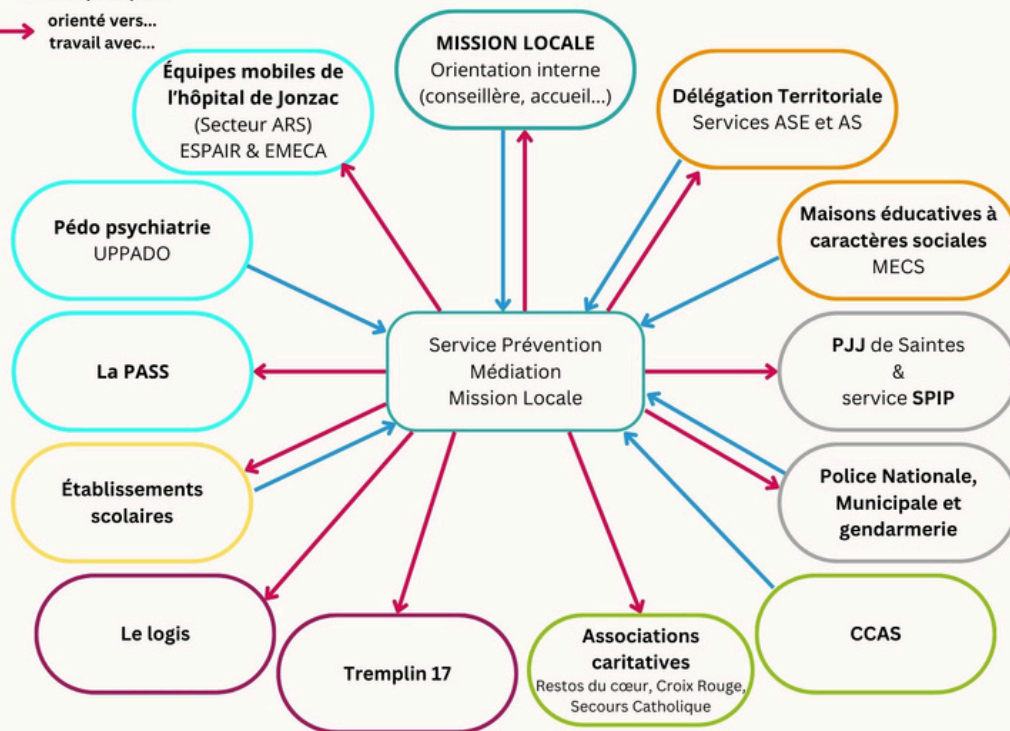 orienté vers...
travail avec...
MISSION LOCALE
Orientation interne
(conseillère, accueil...)
Équipes mobiles de
l'hôpital de Jonzac
(Secteur ARS)
ESPAIR & EMECA
Délégation Territoriale
Services ASE et AS
Pédo psychiatrie
UPPADO
Maisons éducatives à
caractères sociales
MECS
Service Prévention
Médiation
Mission Locale
La PASS
PJJ de Saintes
&
service SPIP
Établissements
scolaires
Police Nationale,
Municipale et
gendarmerie
Le logis
Tremplin 17
Associations
caritatives
Restos du cœur, Croix Rouge,
Secours Catholique
CCAS